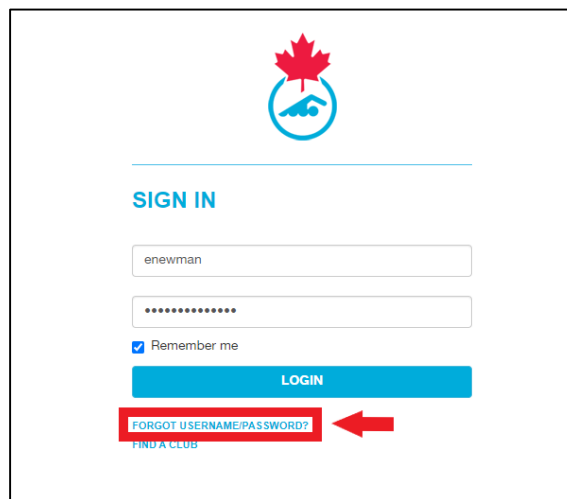 SIGN IN
enewman
••••••••••••••
Remember me
LOGIN
FORGOT USERNAME/PASSWORD?
FIND A CLUB